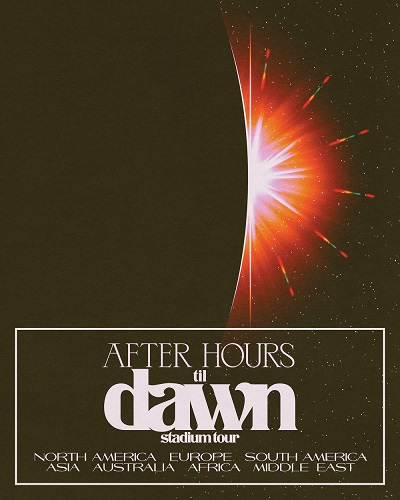 AFTER HOURS
til
dawn
stadium tour
NORTH AMERICA EUROPE SOUTH AMERICA
ASIA AUSTRALIA AFRICA MIDDLE EAST